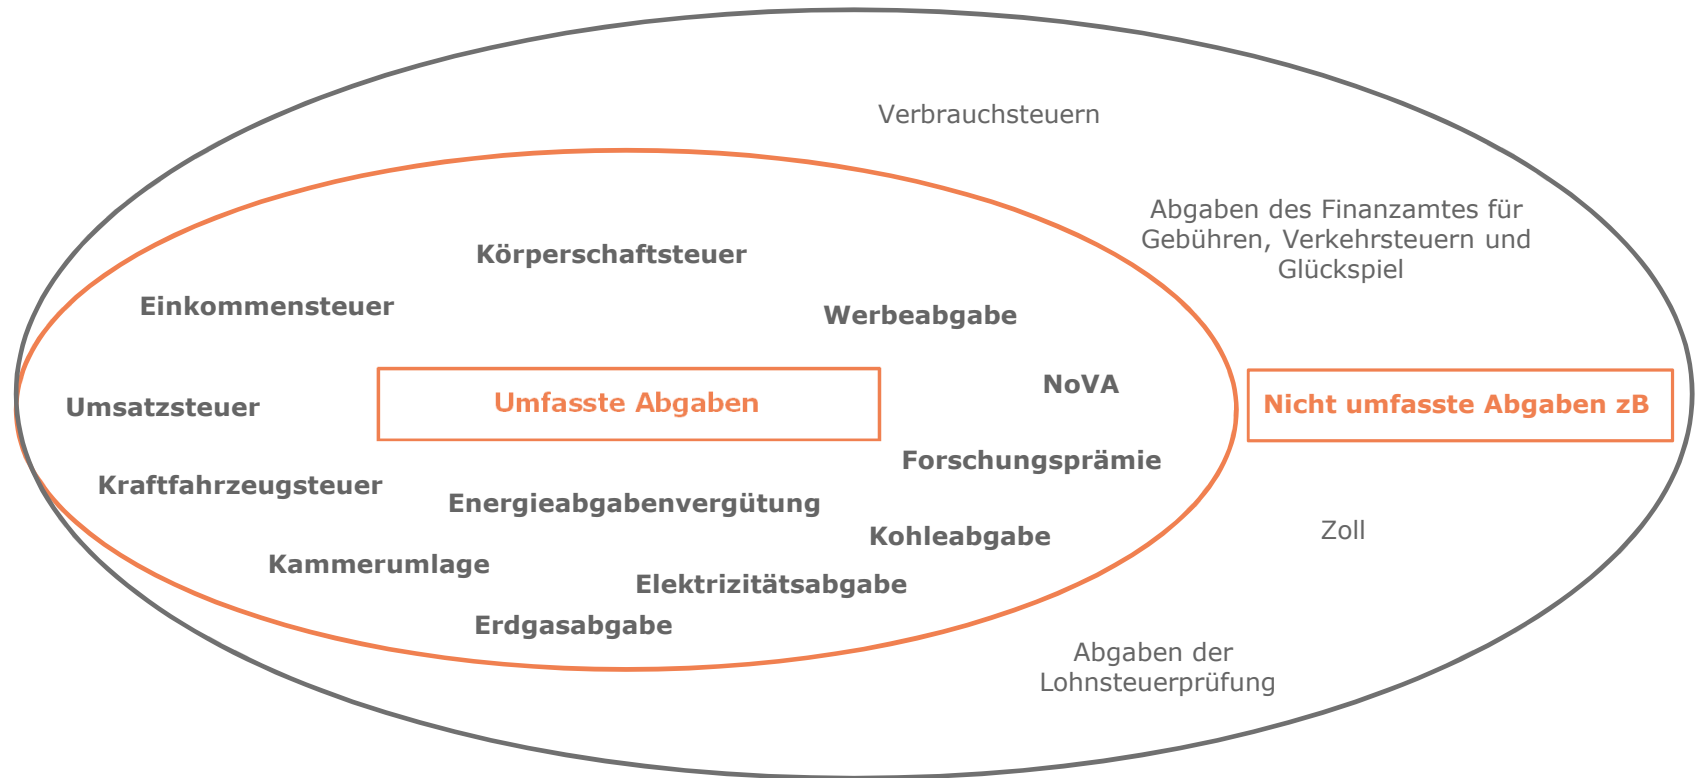 Verbrauchsteuern
Abgaben des Finanzamtes für
Gebühren, Verkehrsteuern und
Glückspiel
Körperschaftsteuer
Einkommensteuer
Werbeabgabe
NoVA
Umsatzsteuer
Umfasste Abgaben
Nicht umfasste Abgaben zB
Forschungsprämie
Kraftfahrzeugsteuer
Energieabgabenvergütung
Kohleabgabe
Zoll
Kammerumlage
Elektrizitätsabgabe
Erdgasabgabe
Abgaben der
Lohnsteuerprüfung